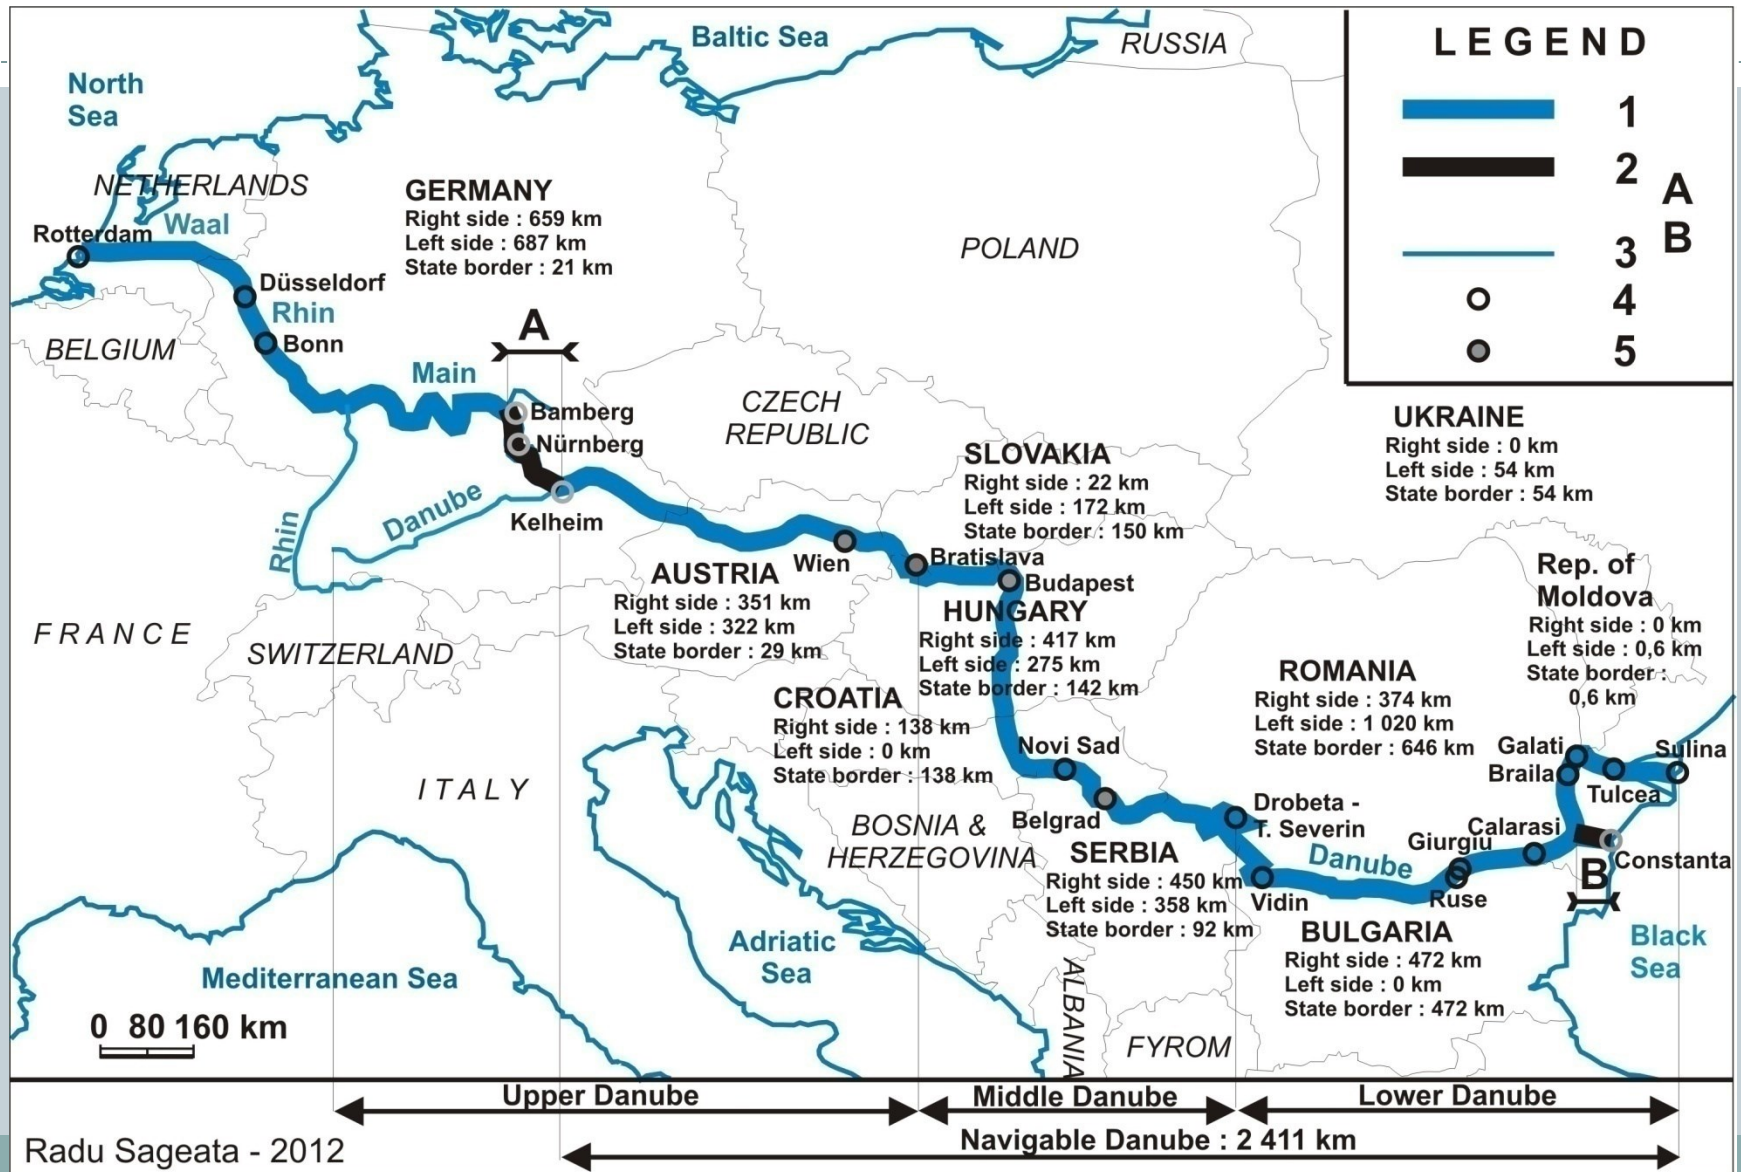 Baltic Sea
RUSSIA
North
Sea
NETHERLANDS
Waal
Rotterdam
GERMANY
Right side : 659 km
Left side : 687 km
State border : 21 km
Düsseldorf
Rhin
Bonn
BELGIUM
POLAND
A
Main
Bamberg
Nürnberg
Danube
Kelheim
Rhin
CZECH
REPUBLIC
LEGEND
1
2
A
B
3
4
5
UKRAINE
Right side : 0 km
Left side : 54 km
State border : 54 km
SLOVAKIA
Right side : 22 km
Left side : 172 km
State border : 150 km
Wien
Bratislava
Budapest
AUSTRIA
Right side : 351 km
Left side : 322 km
State border : 29 km
HUNGARY
Right side : 417 km
Left side : 275 km
State border : 142 km
Rep. of
Moldova
Right side : 0 km
Left side : 0,6 km
State border :
0,6 km
FRANCE
SWITZERLAND
CROATIA
Right side : 138 km
Left side : 0 km
State border : 138 km
ROMANIA
Right side : 374 km
Left side : 1 020 km
State border : 646 km
ITALY
Novi Sad
Belgrad
Galati
Braila
Sulina
Tulcea
Drobeta -
T. Severin
Calarasi
Giurgiu
Constanta
BOSNIA &
HERZEGOVINA
SERBIA
Right side : 450 km
Left side : 358 km
State border : 92 km
Danube
Vidin
Ruse
B
BULGARIA
Right side : 472 km
Left side : 0 km
State border : 472 km
Black
Sea
Adriatic
Sea
Mediterranean Sea
ALBANIA
FYROM
0 80 160 km
Upper Danube
Middle Danube
Lower Danube
Navigable Danube : 2 411 km
Radu Sageata - 2012